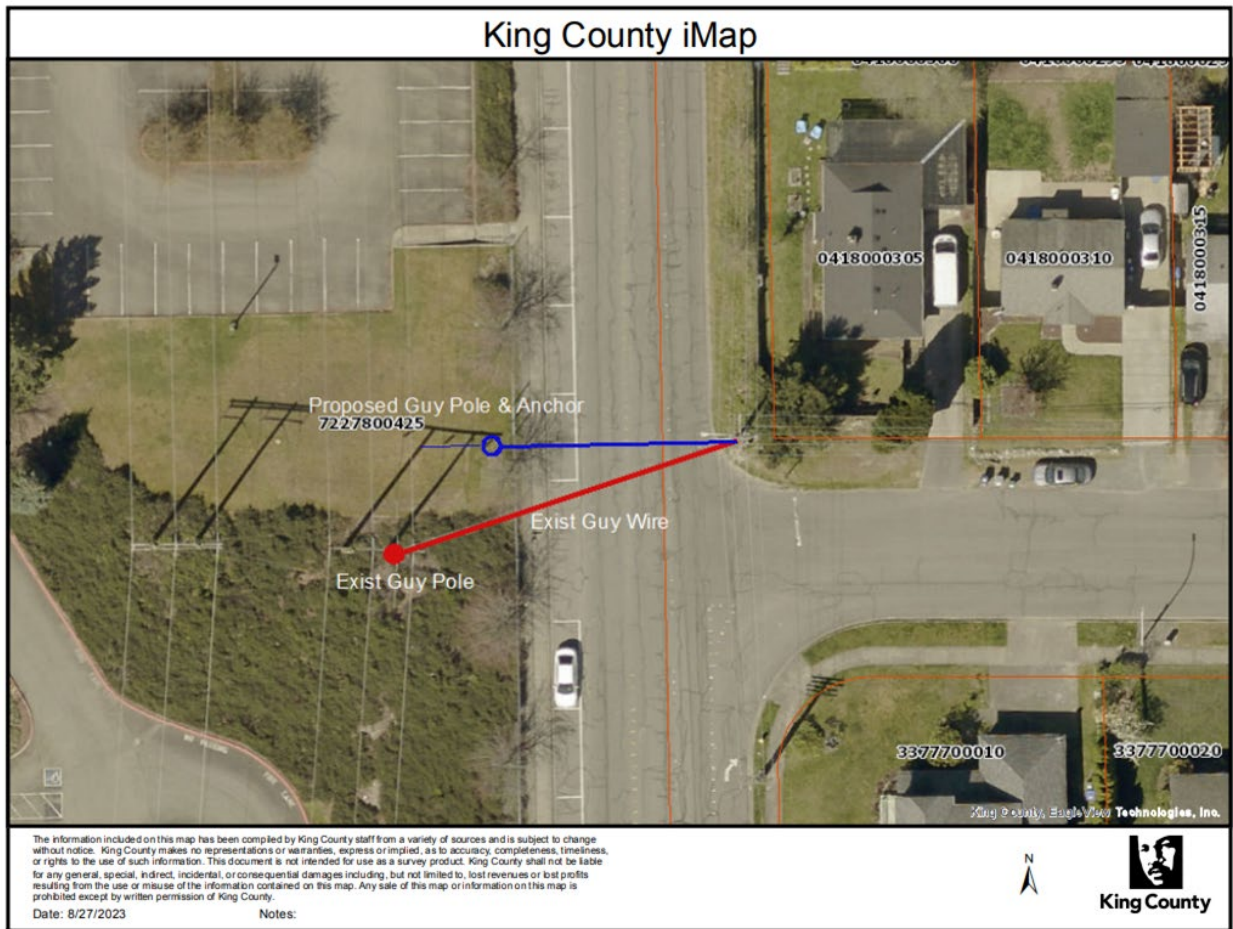 King County iMap
0418000305
0418000310
0418000315
Proposed Guy Pole & Anchor
7227800425
Exist Guy Wire
Exist Guy Pole
NO PARKING
FIRE LANE
3377700010
3377700020
King County, EagleView Technologies, Inc.
The information included on this map has been compiled by King County staff from a variety of sources and is subject to change
without notice. King County makes no representations or warranties, express or implied, as to accuracy, completeness, timeliness,
or rights to the use of such information. This document is not intended for use as a survey product. King County shall not be liable
for any general, special, indirect, incidental, or consequential damages including, but not limited to, lost revenues or lost profits
resulting from the use or misuse of the information contained on this map. Any sale of this map or information on this map is
prohibited except by written permission of King County.
Date: 8/27/2023
Notes:
N
King County